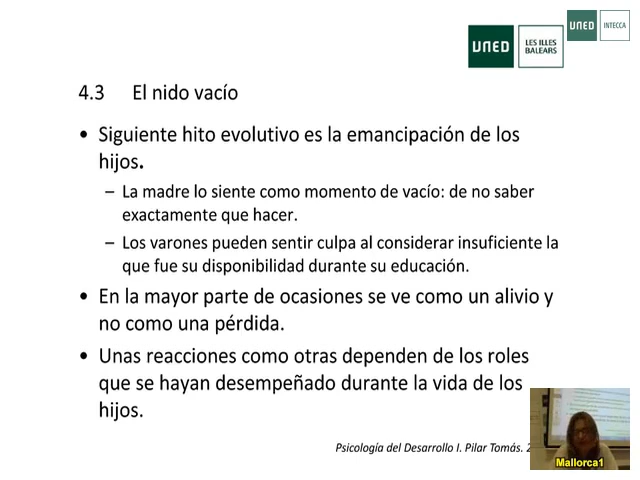 UNED
LES ILLES
BALEARS
UNED
INTECCA
4.3 El nido vacío
• Siguiente hito evolutivo es la emancipación de los
hijos.
– La madre lo siente como momento de vacío: de no saber
exactamente que hacer.
– Los varones pueden sentir culpa al considerar insuficiente la
que fue su disponibilidad durante su educación.
• En la mayor parte de ocasiones se ve como un alivio y
no como una pérdida.
• Unas reacciones como otras dependen de los roles
que se hayan desempeñado durante la vida de los
hijos.
Psicología del Desarrollo I. Pilar Tomás. 2
Mallorca1